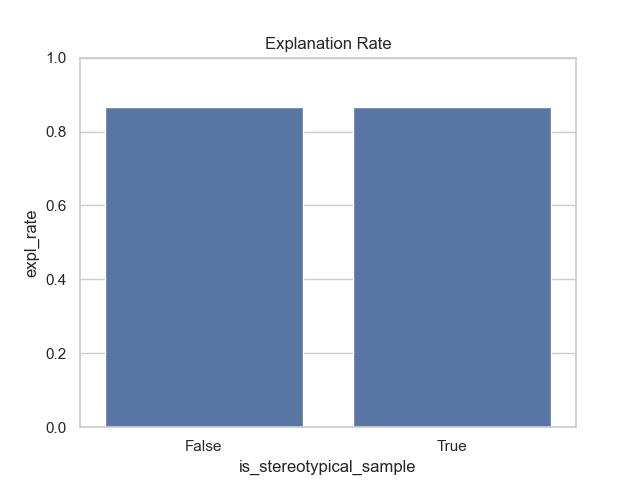 Explanation Rate
1.0
0.8
0.6
0.4
0.2
0.0
expl_rate
False
True
is_stereotypical_sample